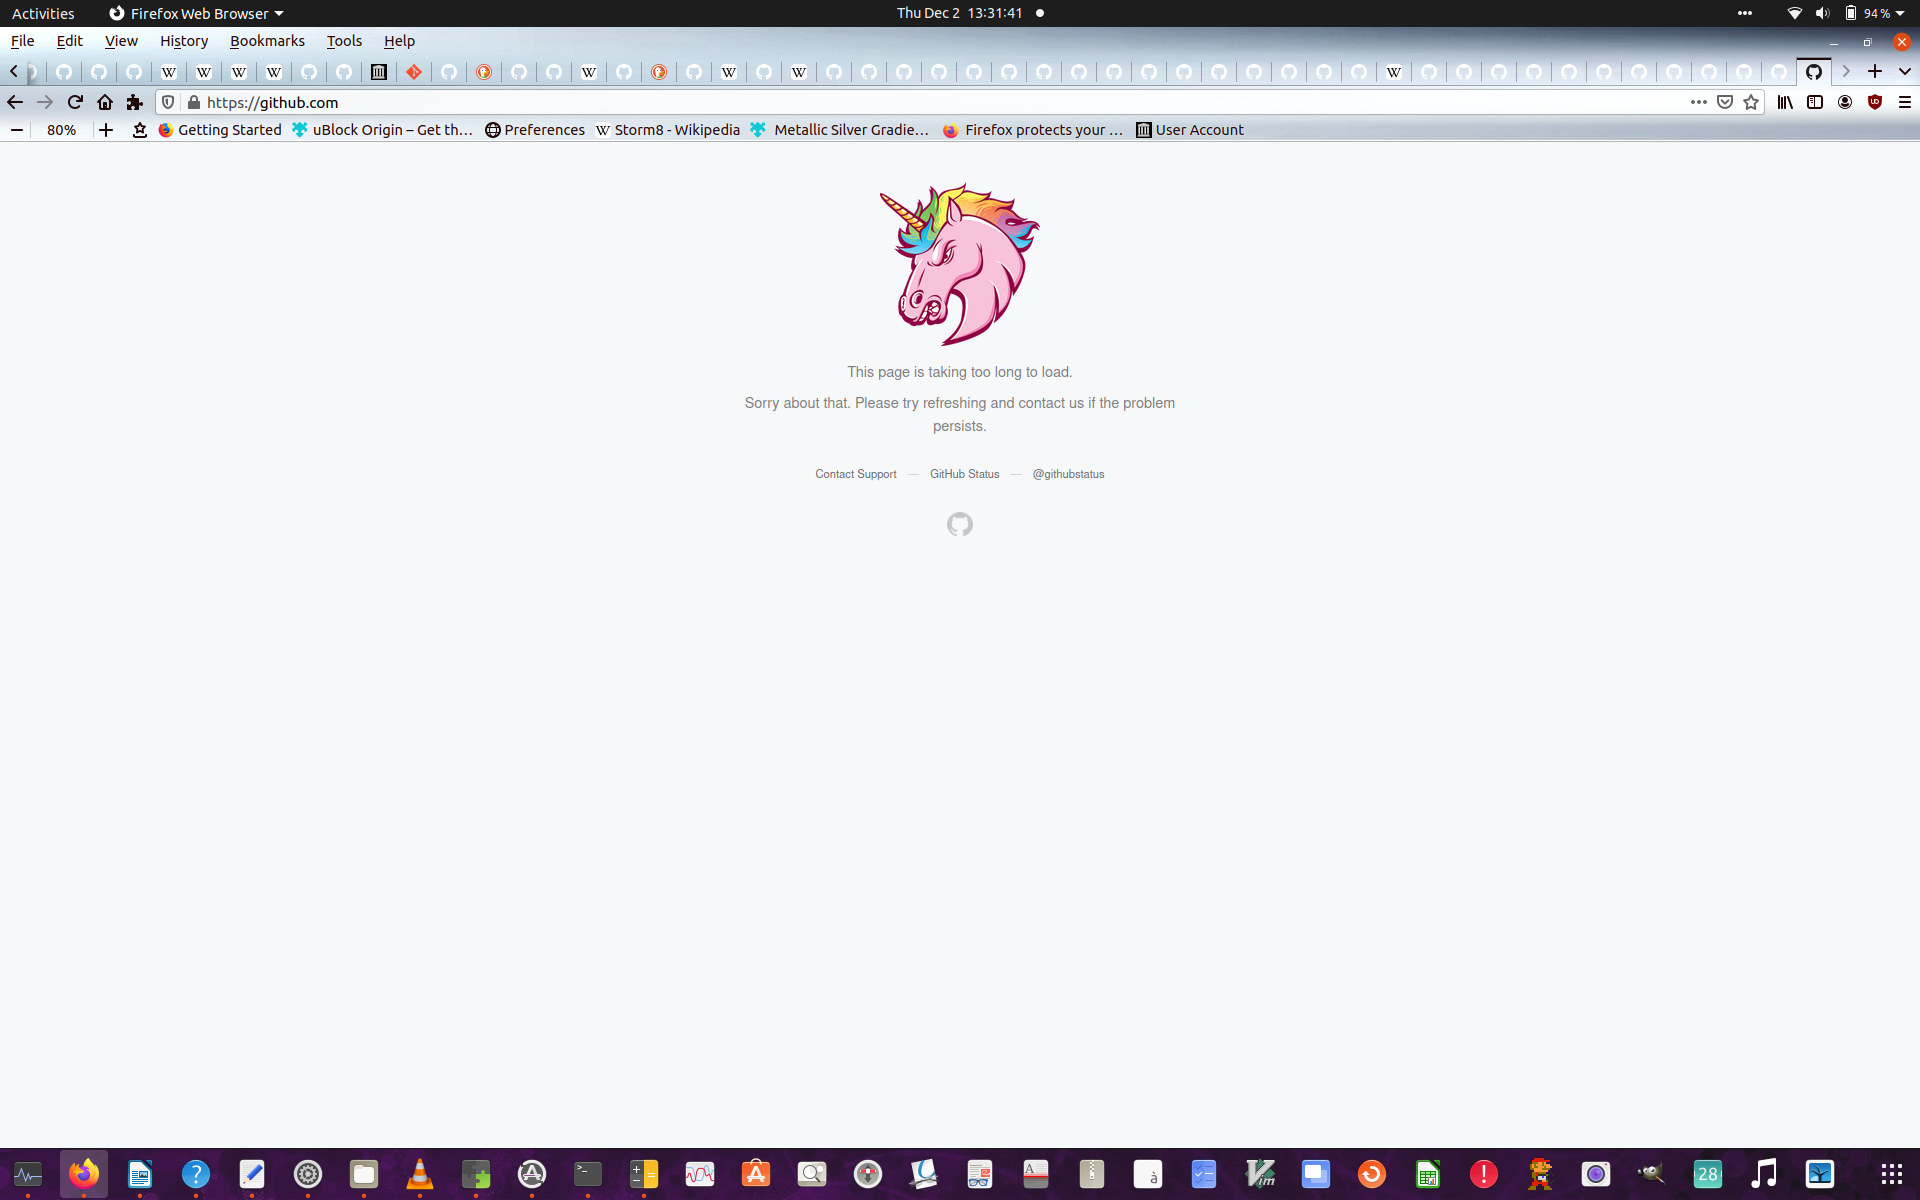 Activities Firefox Web Browser Thu Dec 2 13:31:41 94 %
File Edit View History Bookmarks Tools Help
https://github.com
80% Getting Started uBlock Origin – Get th… Preferences Storm8 - Wikipedia Metallic Silver Gradie… Firefox protects your … User Account
This page is taking too long to load.
Sorry about that. Please try refreshing and contact us if the problem
persists.
Contact Support — GitHub Status — @githubstatus
28